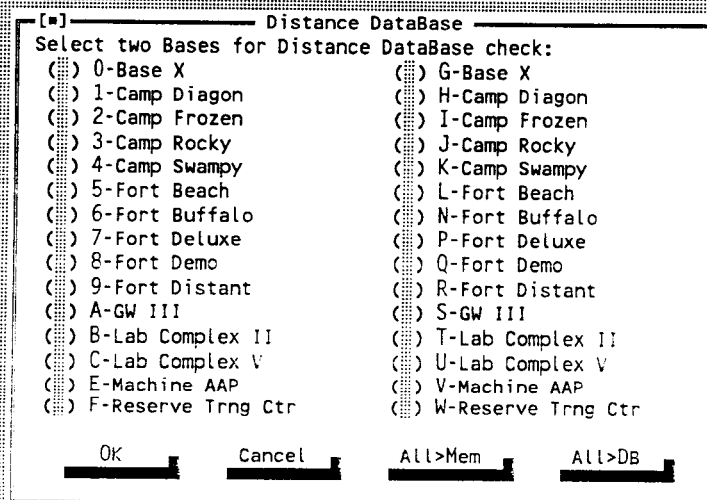 [■] Distance DataBase
Select two Bases for Distance DataBase check:
( ) 0-Base X ( ) G-Base X
( ) 1-Camp Diagon ( ) H-Camp Diagon
( ) 2-Camp Frozen ( ) I-Camp Frozen
( ) 3-Camp Rocky ( ) J-Camp Rocky
( ) 4-Camp Swampy ( ) K-Camp Swampy
( ) 5-Fort Beach ( ) L-Fort Beach
( ) 6-Fort Buffalo ( ) N-Fort Buffalo
( ) 7-Fort Deluxe ( ) P-Fort Deluxe
( ) 8-Fort Demo ( ) Q-Fort Demo
( ) 9-Fort Distant ( ) R-Fort Distant
( ) A-GW III ( ) S-GW III
( ) B-Lab Complex II ( ) T-Lab Complex II
( ) C-Lab Complex V ( ) U-Lab Complex V
( ) E-Machine AAP ( ) V-Machine AAP
( ) F-Reserve Trng Ctr ( ) W-Reserve Trng Ctr
OK Cancel All>Mem All>DB